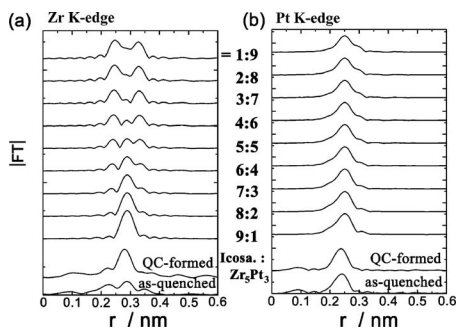 (a) Zr K-edge
(b) Pt K-edge
|FT|
= 1:9
2:8
3:7
4:6
5:5
6:4
7:3
8:2
9:1
Icosa. :
Zr5Pt3
QC-formed
as-quenched
QC-formed
as-quenched
0 0.1 0.2 0.3 0.4 0.5 0.6
0 0.1 0.2 0.3 0.4 0.5 0.6
r / nm
r / nm